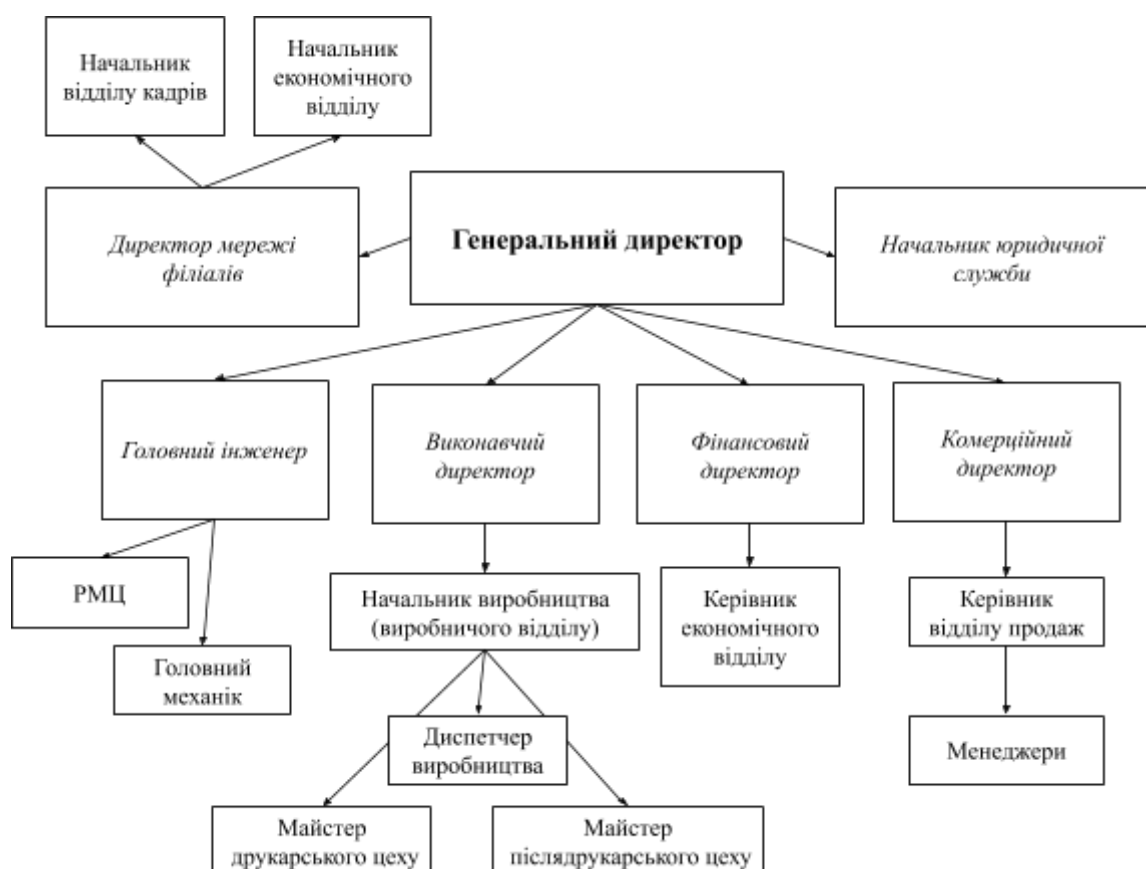 Начальник
відділу кадрів
Начальник
економічного
відділу
Директор мережі
філіалів
Генеральний директор
Начальник юридичної
служби
Головний інженер
Виконавчий
директор
Фінансовий
директор
Комерційний
директор
РМЦ
Головний
механік
Начальник виробництва
(виробничого відділу)
Керівник
економічного
відділу
Керівник
відділу продаж
Диспетчер
виробництва
Менеджери
Майстер
друкарського цеху
Майстер
післядрукарського цеху